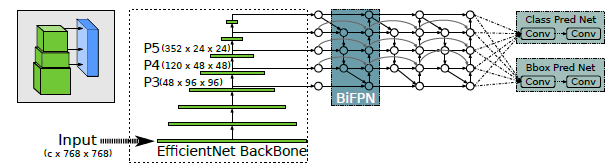 P5 (352 x 24 x 24)
P4 (120 x 48 x 48)
P3 (48 x 96 x 96)
Input
(c x 768 x 768)
EfficientNet BackBone
BiFPN
Class Pred Net
Conv Conv
Bbox Pred Net
Conv Conv